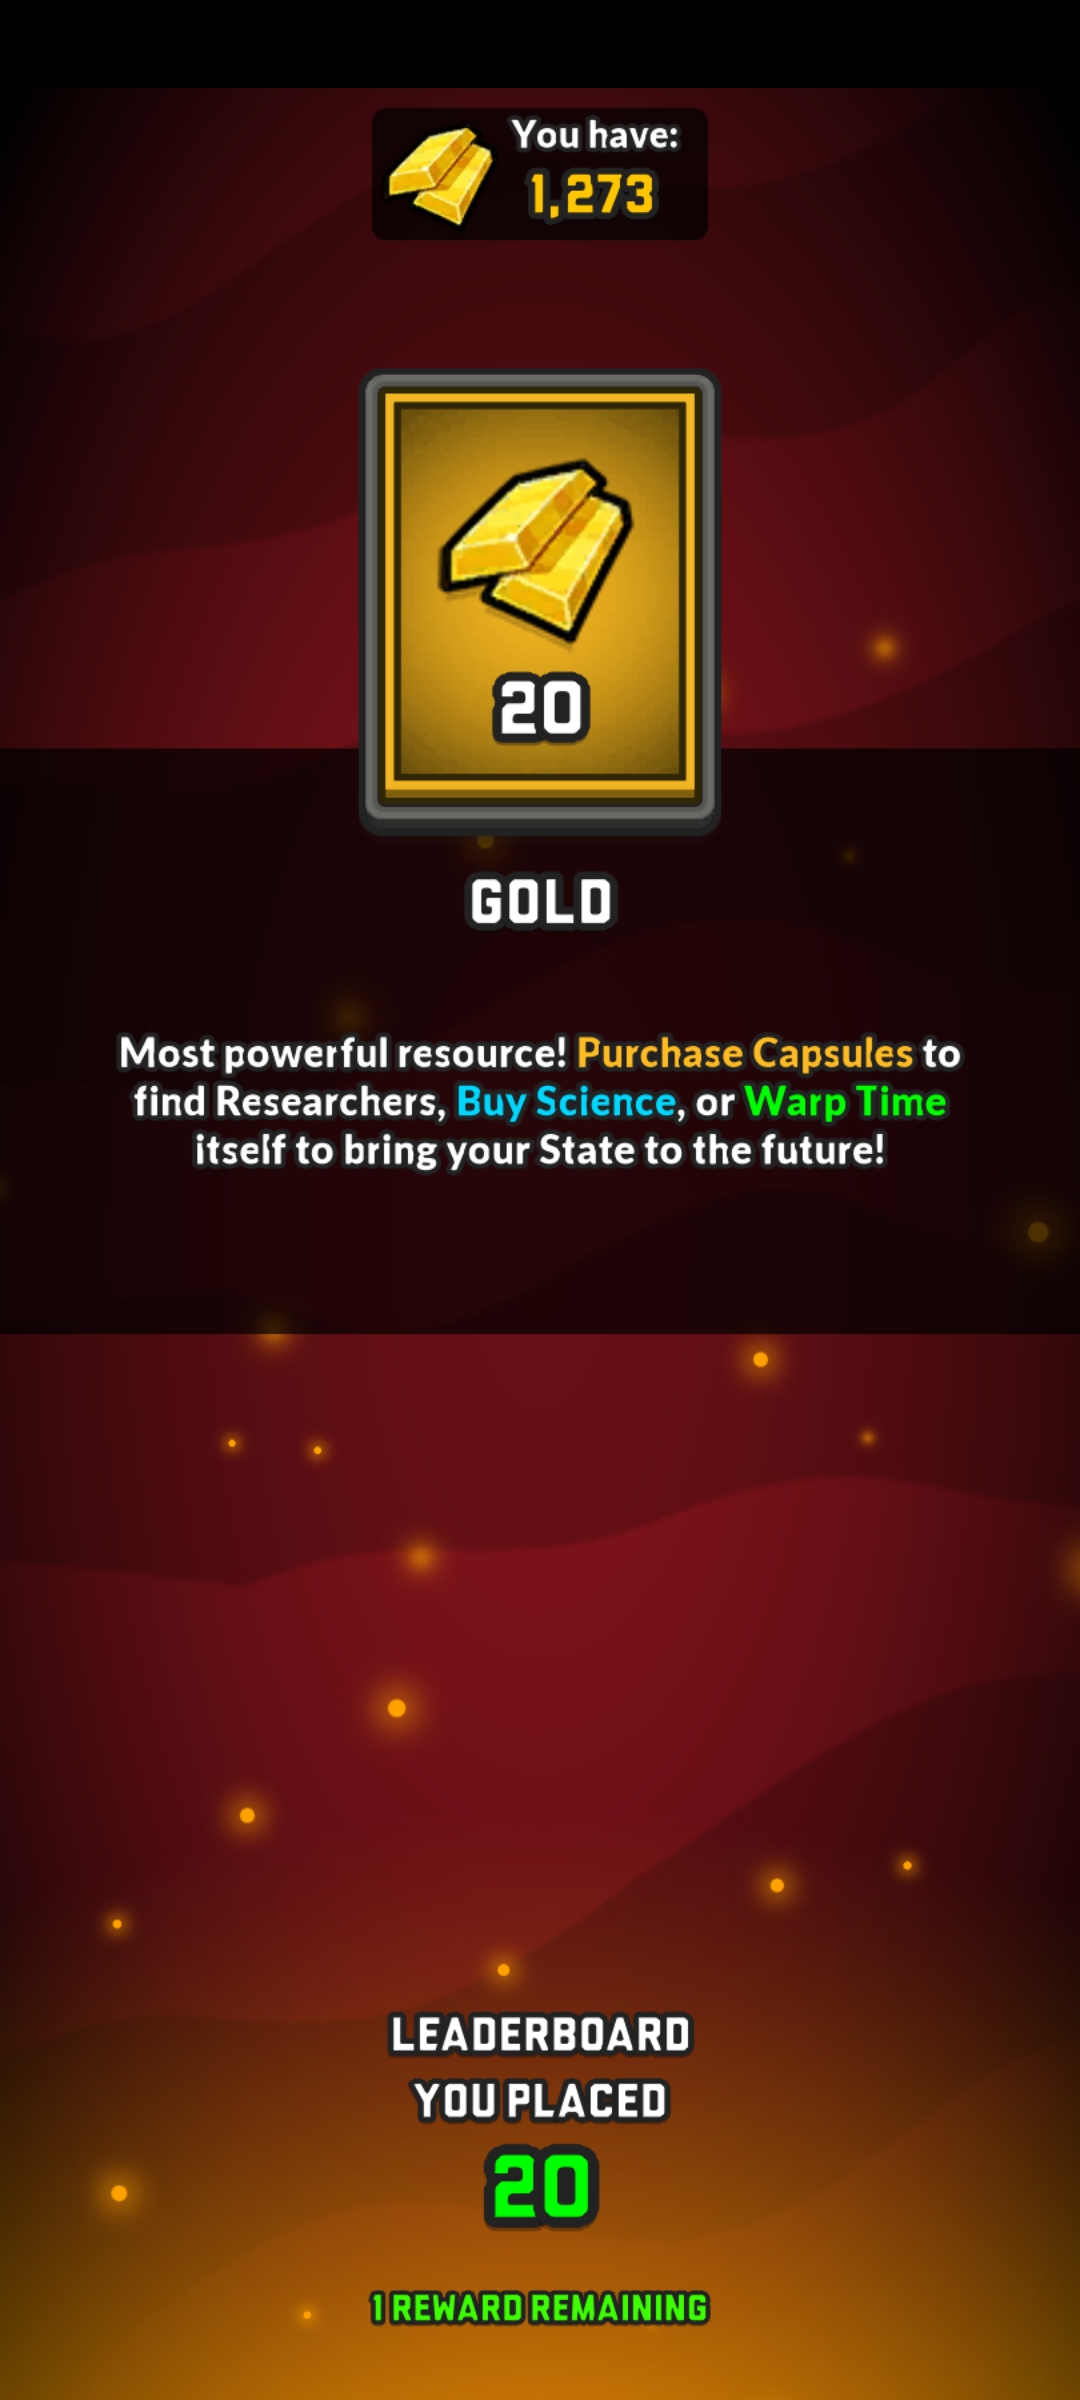 You have:
1,273
20
GOLD
Most powerful resource! Purchase Capsules to
find Researchers, Buy Science, or Warp Time
itself to bring your State to the future!
LEADERBOARD
YOU PLACED
20
1 REWARD REMAINING